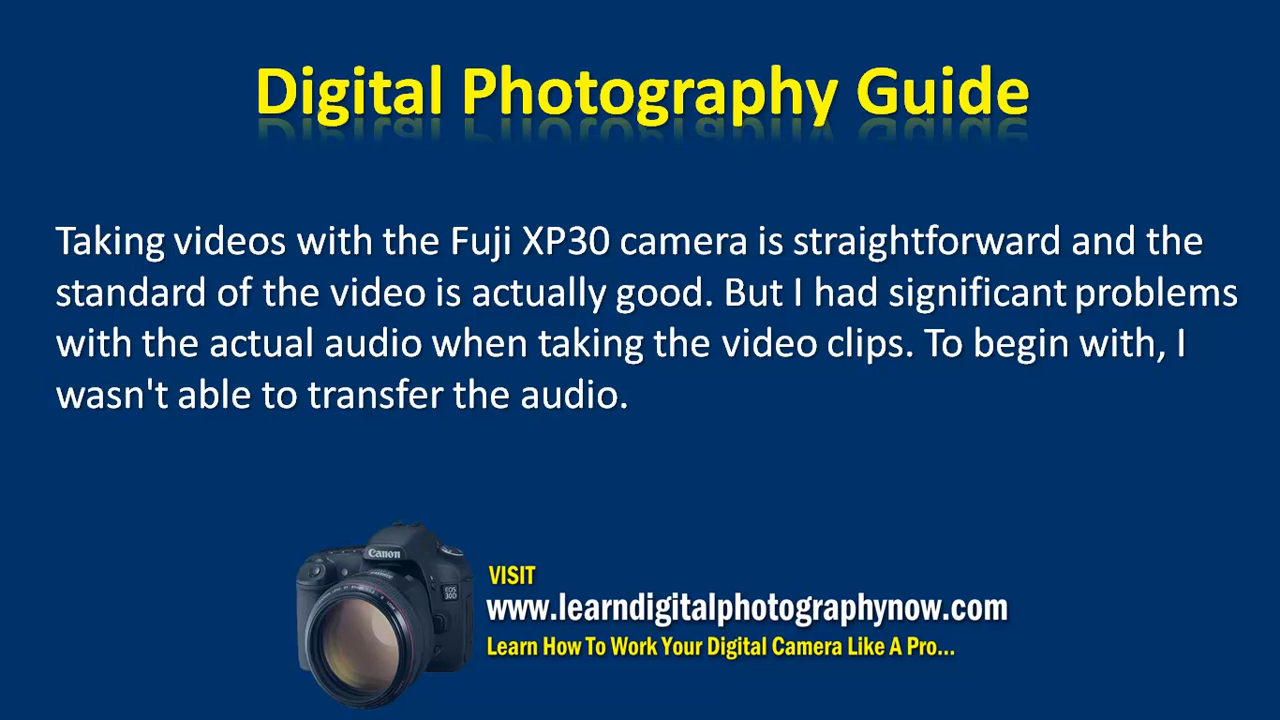 Digital Photography Guide
Taking videos with the Fuji XP30 camera is straightforward and the
standard of the video is actually good. But I had significant problems
with the actual audio when taking the video clips. To begin with, I
wasn't able to transfer the audio.
Canon
EOS
30D
VISIT
www.learndigitalphotographynow.com
Learn How To Work Your Digital Camera Like A Pro...